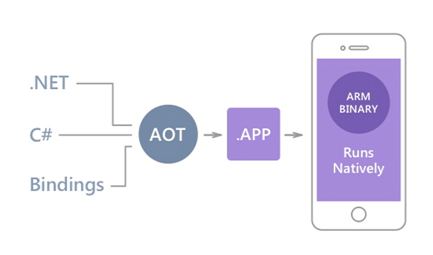 .NET
C#
Bindings
AOT
.APP
ARM
BINARY
Runs
Natively